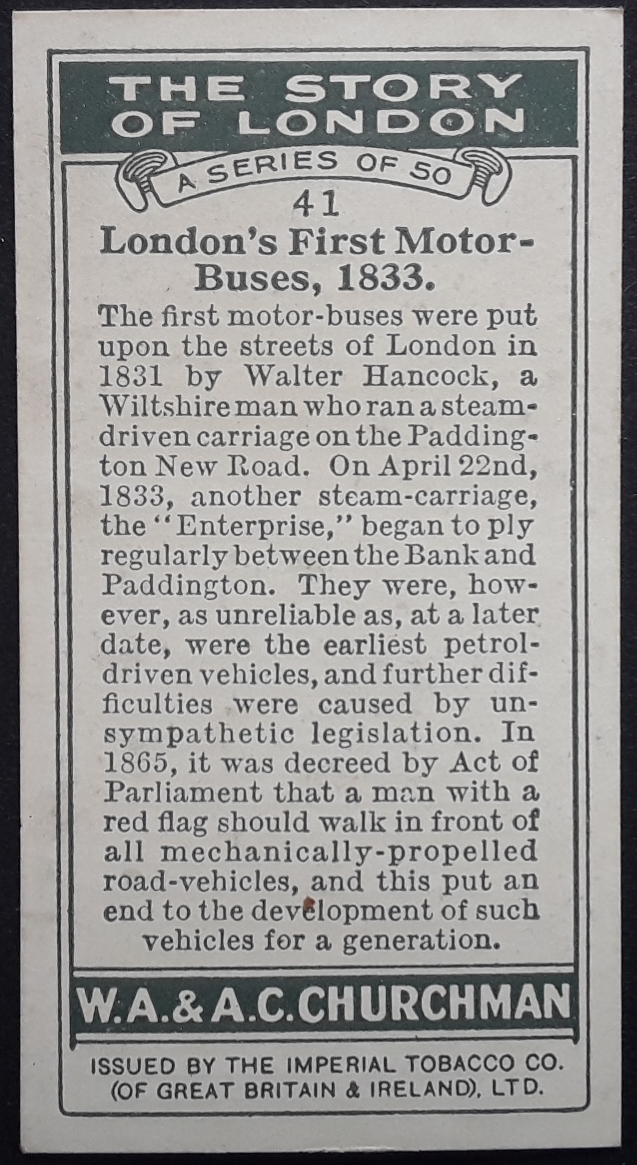 THE STORY
OF LONDON
A SERIES OF 50
41
London's First Motor-
Buses, 1833.
The first motor-buses were put
upon the streets of London in
1831 by Walter Hancock, a
Wiltshire man who ran a steam-
driven carriage on the Padding-
ton New Road. On April 22nd,
1833, another steam-carriage,
the "Enterprise," began to ply
regularly between the Bank and
Paddington. They were, how-
ever, as unreliable as, at a later
date, were the earliest petrol-
driven vehicles, and further dif-
ficulties were caused by un-
sympathetic legislation. In
1865, it was decreed by Act of
Parliament that a man with a
red flag should walk in front of
all mechanically-propelled
road-vehicles, and this put an
end to the development of such
vehicles for a generation.
W.A. & A.C. CHURCHMAN
ISSUED BY THE IMPERIAL TOBACCO CO.
(OF GREAT BRITAIN & IRELAND), LTD.